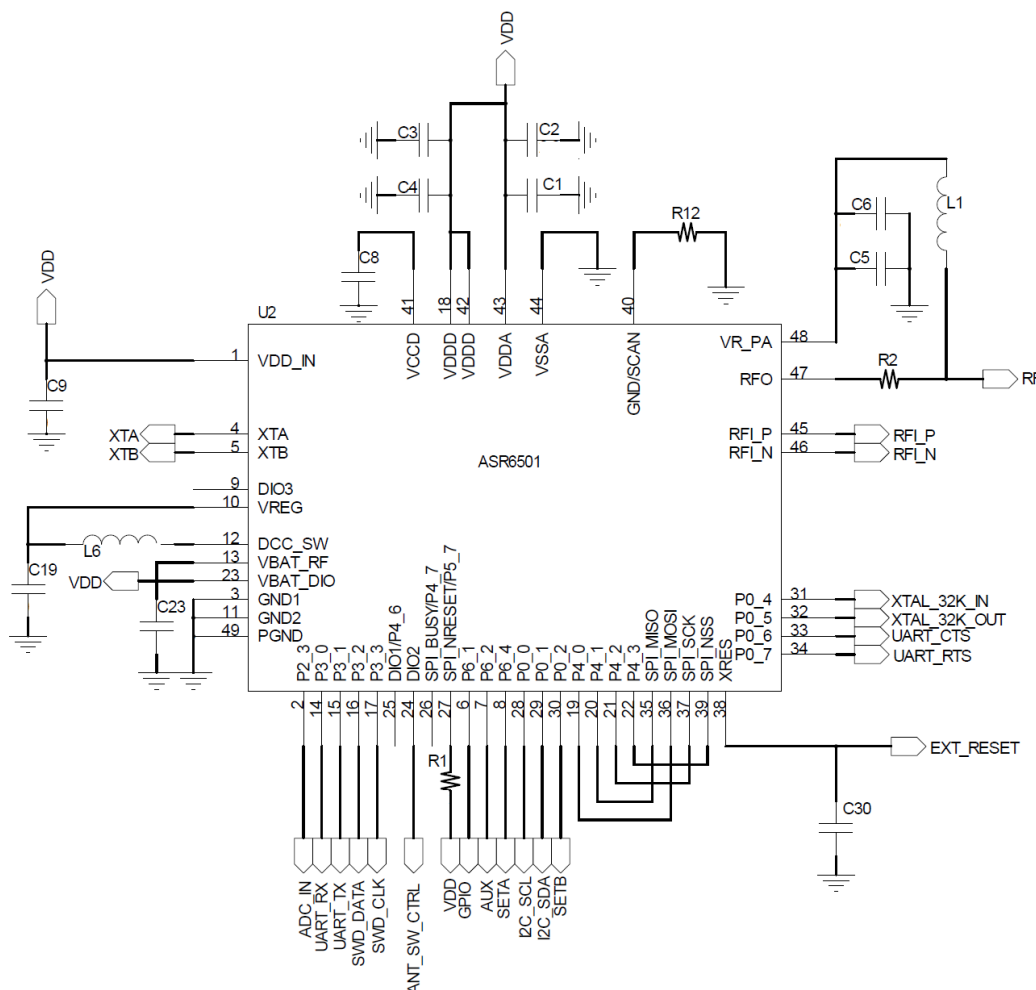 VDD
C3
C2
C4
C1
R12
C6
L1
C8
C5
VDD
U2
41
18
42
43
44
40
VCCD
VDDD
VDDD
VDDA
VSSA
GND/SCAN
48
VR_PA
1
VDD_IN
C9
R2
RFO
47
RF
XTA
4
XTA
XTB
5
XTB
45
RFI_P
RFI_P
46
RFI_N
RFI_N
ASR6501
9
DIO3
10
VREG
12
DCC_SW
L6
13
VBAT_RF
C19
VDD
23
VBAT_DIO
3
GND1
C23
11
GND2
49
PGND
P0_4
31
XTAL_32K_IN
P0_5
32
XTAL_32K_OUT
P0_6
33
UART_CTS
P0_7
34
UART_RTS
P2_3
P3_0
P3_1
P3_2
P3_3
DIO1/P4_6
DIO2
SPI_BUSY/P4_7
SPI_NRESET/P5_7
P6_1
P6_2
P6_4
P0_0
P0_1
P0_2
P4_0
P4_1
P4_2
P4_3
SPI_MISO
SPI_MOSI
SPI_SCK
SPI_NSS
XRES
2
14
15
16
17
25
24
26
27
6
7
8
28
29
30
19
20
21
22
35
36
37
39
38
R1
EXT_RESET
C30
ADC_IN
UART_RX
UART_TX
SWD_DATA
SWD_CLK
ANT_SW_CTRL
VDD
GPIO
AUX
SETA
I2C_SCL
I2C_SDA
SETB